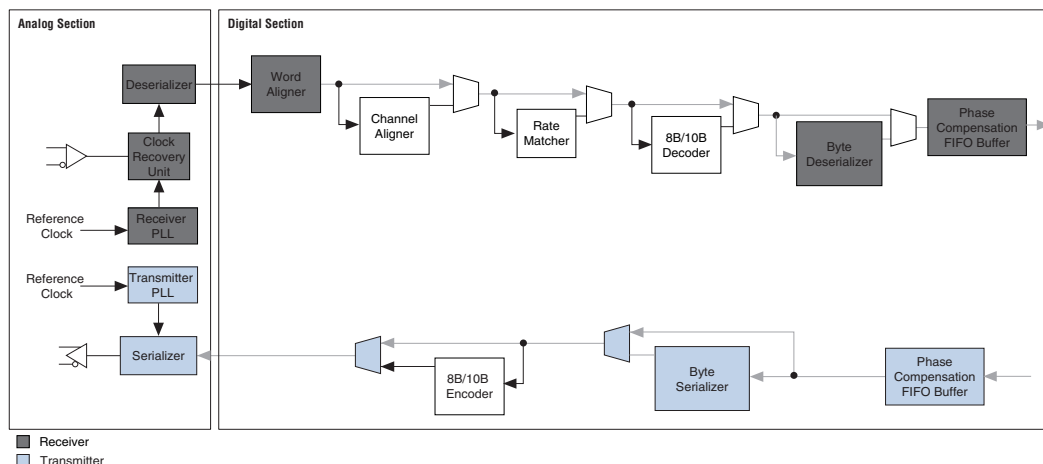 Analog Section
Digital Section
Deserializer
Word
Aligner
Channel
Aligner
Rate
Matcher
8B/10B
Decoder
Byte
Deserializer
Phase
Compensation
FIFO Buffer
Clock
Recovery
Unit
Reference
Clock
Receiver
PLL
Reference
Clock
Transmitter
PLL
Serializer
8B/10B
Encoder
Byte
Serializer
Phase
Compensation
FIFO Buffer
Receiver
Transmitter